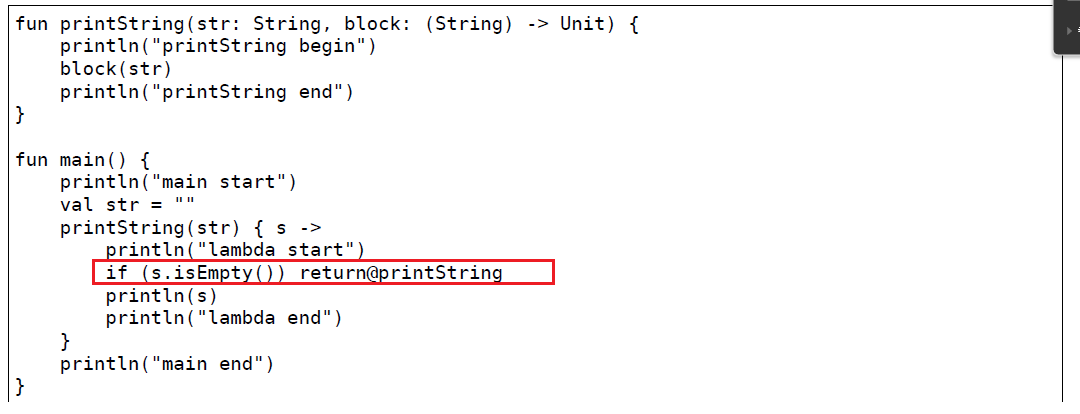 fun printString(str: String, block: (String) -> Unit) {
    println("printString begin")
    block(str)
    println("printString end")
}

fun main() {
    println("main start")
    val str = ""
    printString(str) { s ->
        println("lambda start")
        if (s.isEmpty()) return@printString
        println(s)
        println("lambda end")
    }
    println("main end")
}